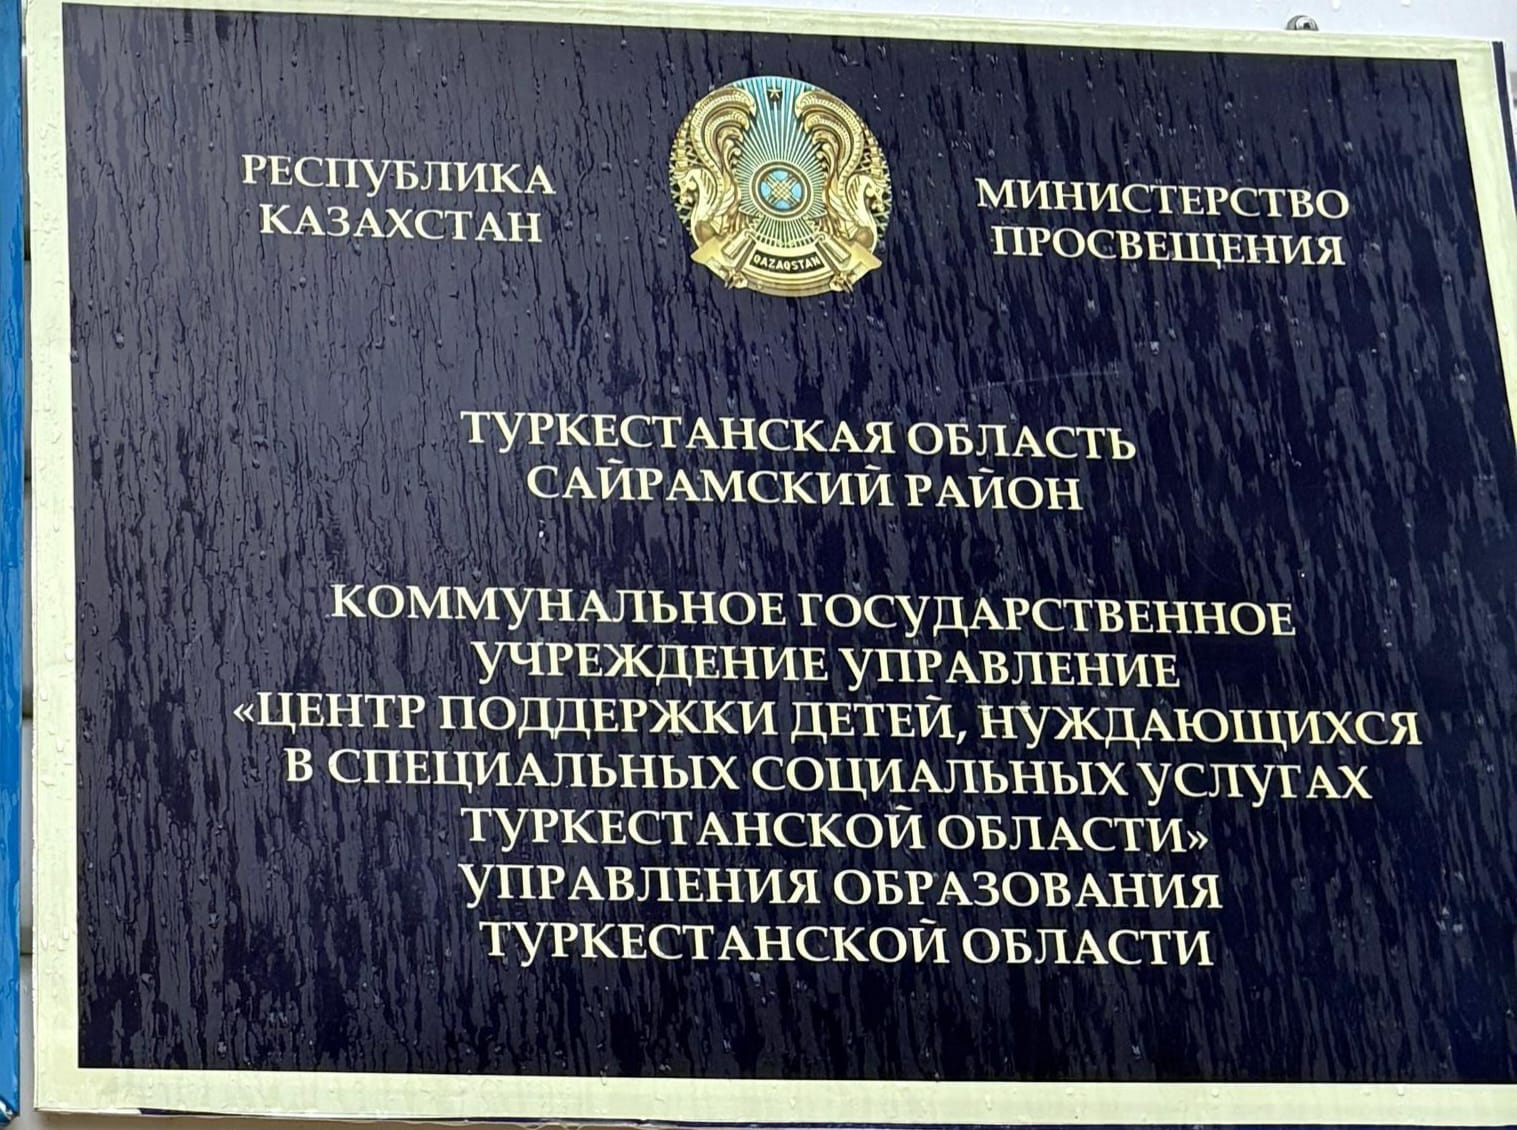 РЕСПУБЛИКА
КАЗАХСТАН
QAZAQSTAN
МИНИСТЕРСТВО
ПРОСВЕЩЕНИЯ
ТУРКЕСТАНСКАЯ ОБЛАСТЬ
САЙРАМСКИЙ РАЙОН
КОММУНАЛЬНОЕ ГОСУДАРСТВЕННОЕ
УЧРЕЖДЕНИЕ УПРАВЛЕНИЕ
«ЦЕНТР ПОДДЕРЖКИ ДЕТЕЙ, НУЖДАЮЩИХСЯ
В СПЕЦИАЛЬНЫХ СОЦИАЛЬНЫХ УСЛУГАХ
ТУРКЕСТАНСКОЙ ОБЛАСТИ»
УПРАВЛЕНИЯ ОБРАЗОВАНИЯ
ТУРКЕСТАНСКОЙ ОБЛАСТИ